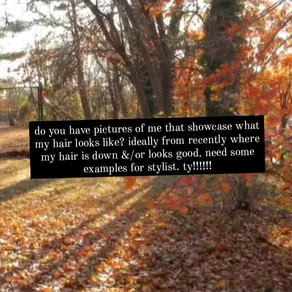 do you have pictures of me that showcase what
my hair looks like? ideally from recently where
my hair is down &/or looks good. need some
examples for stylist. ty!!!!!!